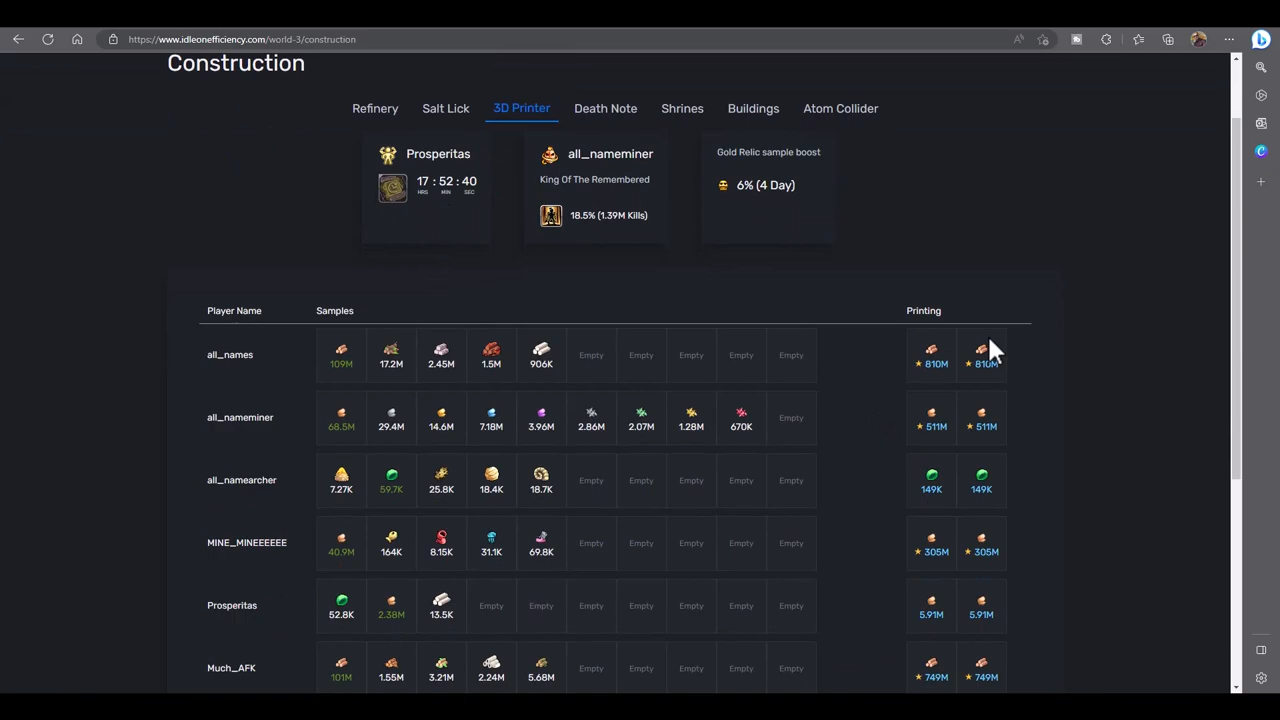 https://www.idleonefficiency.com/world-3/construction
Construction
Refinery Salt Lick 3D Printer Death Note Shrines Buildings Atom Collider
Prosperitas
17 : 52 : 40
HRS MIN SEC
all_nameminer
King Of The Remembered
18.5% (1.39M Kills)
Gold Relic sample boost
6% (4 Day)
Player Name Samples Printing
all_names 109M 17.2M 2.45M 1.5M 906K Empty Empty Empty Empty Empty 810M 810M
all_nameminer 68.5M 29.4M 14.6M 7.18M 3.96M 2.86M 2.07M 1.28M 670K Empty 511M 511M
all_namearcher 7.27K 59.7K 25.8K 18.4K 18.7K Empty Empty Empty Empty Empty 149K 149K
MINE_MINEEEEEE 40.9M 164K 8.15K 31.1K 69.8K Empty Empty Empty Empty Empty 305M 305M
Prosperitas 52.8K 2.38M 13.5K Empty Empty Empty Empty Empty Empty Empty 5.91M 5.91M
Much_AFK 101M 1.55M 3.21M 2.24M 5.68M Empty Empty Empty Empty Empty 749M 749M